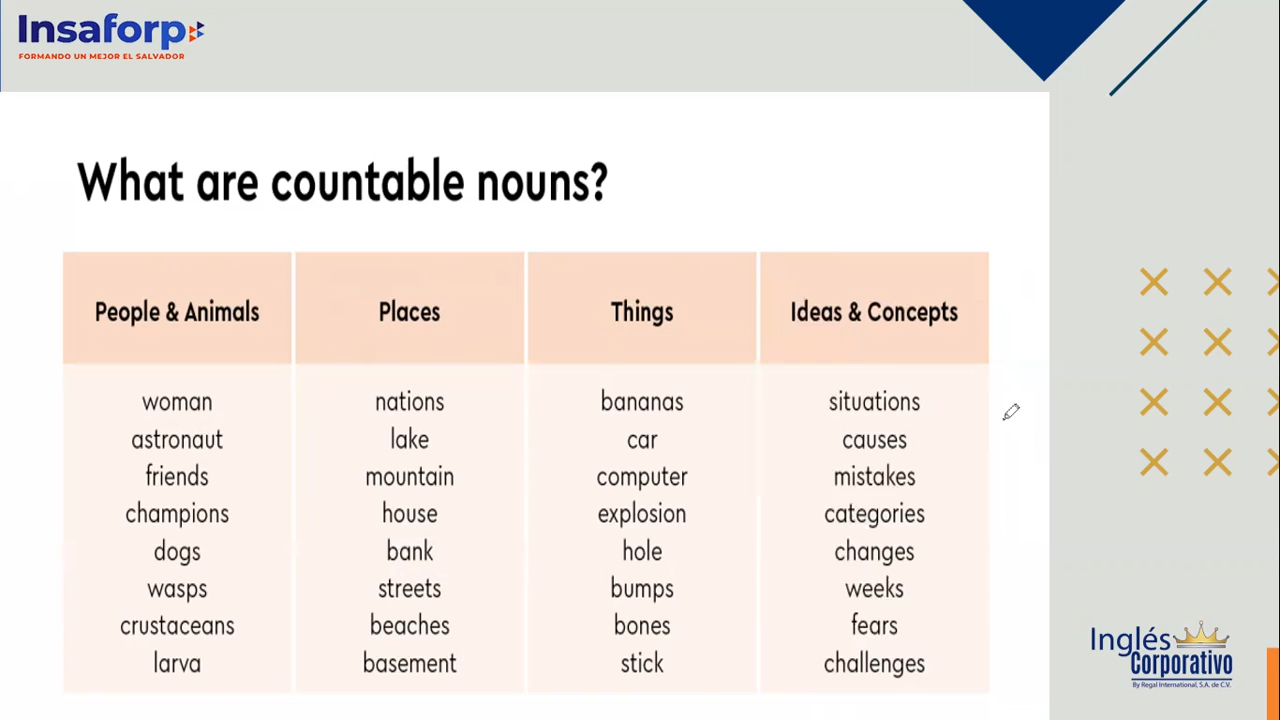 Insaforp
FORMANDO UN MEJOR EL SALVADOR
What are countable nouns?
People & Animals Places Things Ideas & Concepts
woman nations bananas situations
astronaut lake car causes
friends mountain computer mistakes
champions house explosion categories
dogs bank hole changes
wasps streets bumps weeks
crustaceans beaches bones fears
larva basement stick challenges
Inglés
Corporativo
By Regal International, S.A. de C.V.